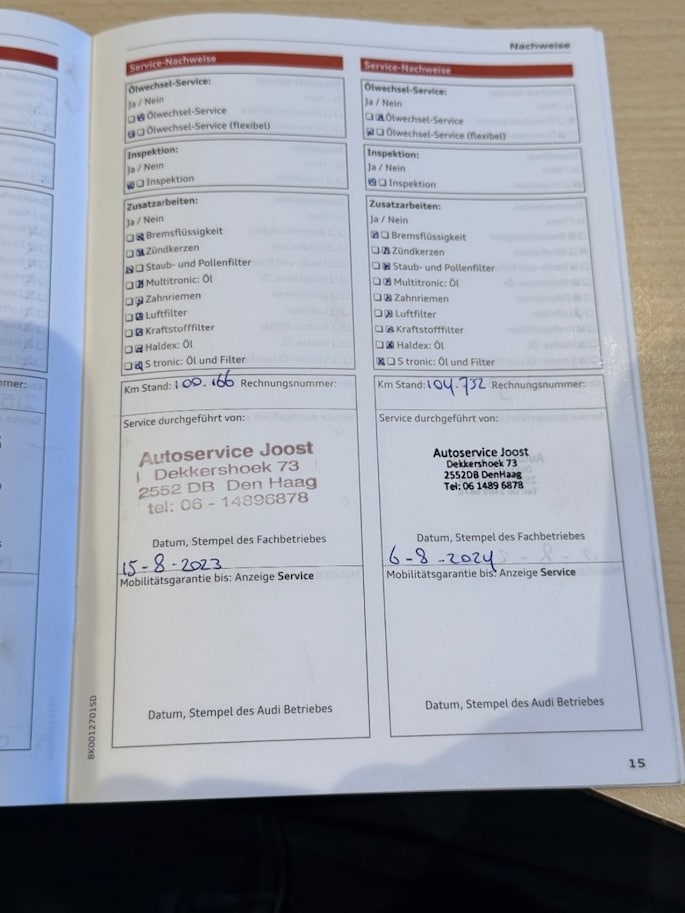 Nachweise
Service-Nachweise
Ölwechsel-Service:
Ja / Nein
Ölwechsel-Service
Ölwechsel-Service (flexibel)
Inspektion:
Ja / Nein
Inspektion
Zusatzarbeiten:
Ja / Nein
Bremsflüssigkeit
Zündkerzen
Staub- und Pollenfilter
Multitronic: Öl
Zahnriemen
Luftfilter
Kraftstofffilter
Haldex: Öl
S tronic: Öl und Filter
Km Stand: 100.166 Rechnungsnummer:
Service durchgeführt von:
Autoservice Joost
Dekkershoek 73
2552 DB Den Haag
tel: 06 - 14896878
Datum, Stempel des Fachbetriebes
15-8-2023
Mobilitätsgarantie bis: Anzeige Service
Datum, Stempel des Audi Betriebes
Service-Nachweise
Ölwechsel-Service:
Ja / Nein
Ölwechsel-Service
Ölwechsel-Service (flexibel)
Inspektion:
Ja / Nein
Inspektion
Zusatzarbeiten:
Ja / Nein
Bremsflüssigkeit
Zündkerzen
Staub- und Pollenfilter
Multitronic: Öl
Zahnriemen
Luftfilter
Kraftstofffilter
Haldex: Öl
S tronic: Öl und Filter
Km Stand: 104.732 Rechnungsnummer:
Service durchgeführt von:
Autoservice Joost
Dekkershoek 73
2552DB DenHaag
Tel: 06 1489 6878
Datum, Stempel des Fachbetriebes
6-8-2024
Mobilitätsgarantie bis: Anzeige Service
Datum, Stempel des Audi Betriebes
8K0012701SD
15